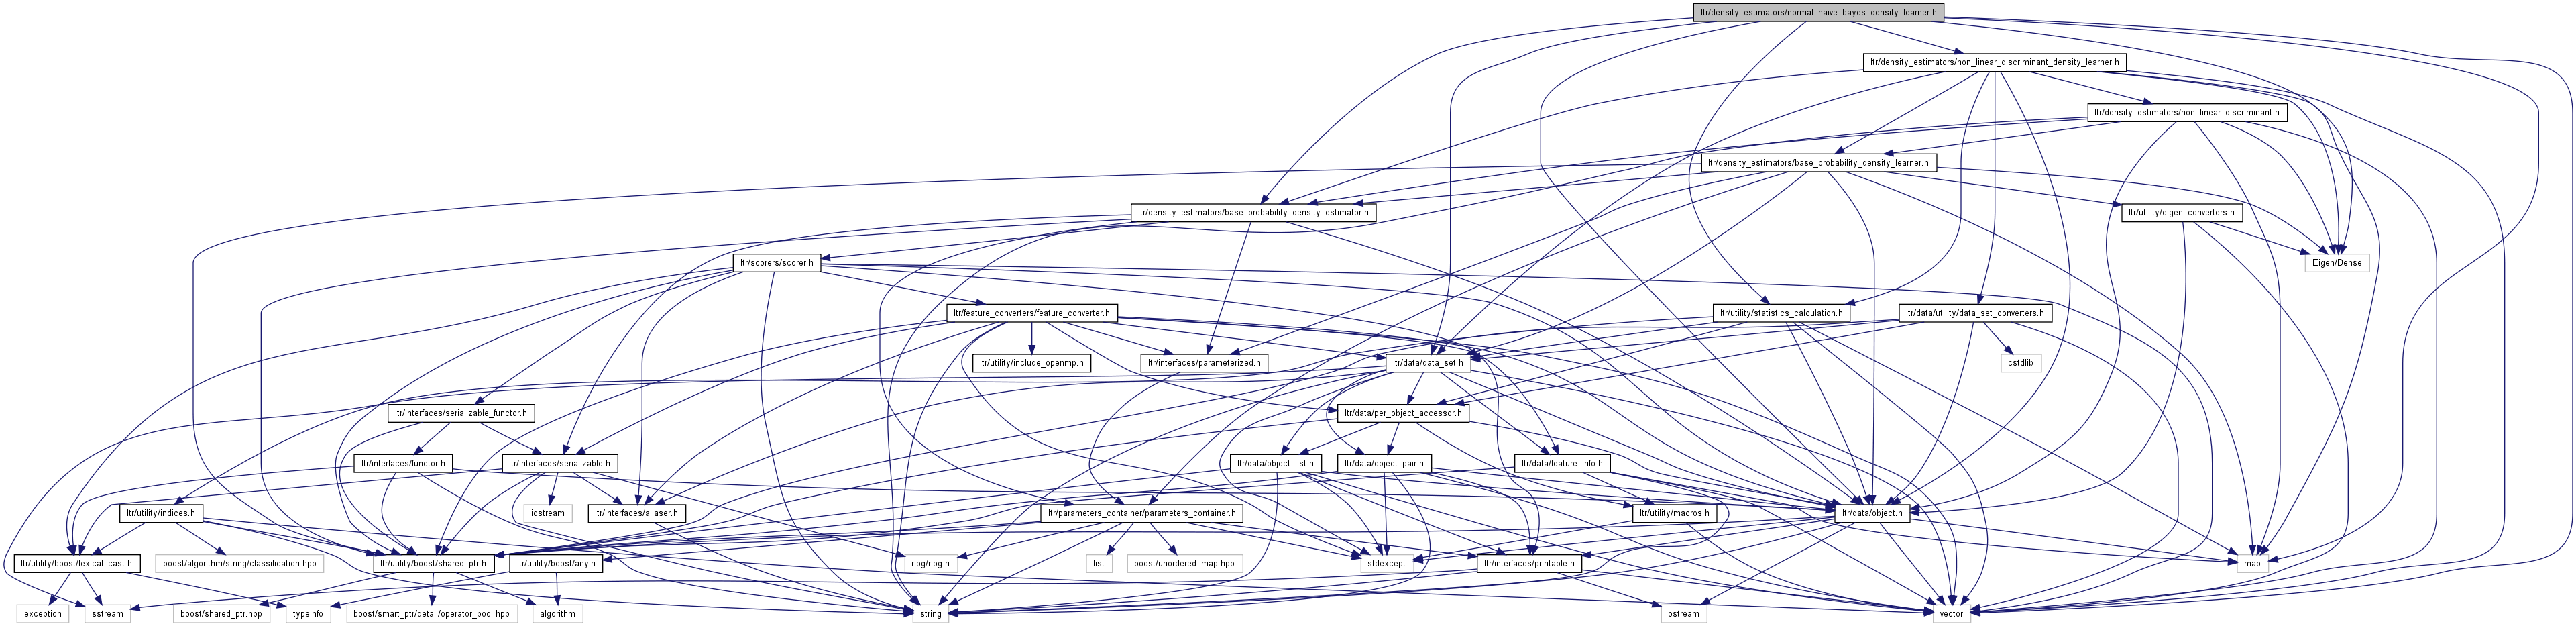 ltr/density_estimators/normal_naive_bayes_density_learner.h
ltr/density_estimators/non_linear_discriminant_density_learner.h
ltr/density_estimators/non_linear_discriminant.h
ltr/density_estimators/base_probability_density_learner.h
ltr/density_estimators/base_probability_density_estimator.h
ltr/utility/eigen_converters.h
ltr/scorers/scorer.h
Eigen/Dense
ltr/feature_converters/feature_converter.h
ltr/utility/statistics_calculation.h
ltr/data/utility/data_set_converters.h
ltr/utility/include_openmp.h
ltr/interfaces/parameterized.h
ltr/data/data_set.h
cstdlib
ltr/interfaces/serializable_functor.h
ltr/data/per_object_accessor.h
ltr/interfaces/functor.h
ltr/interfaces/serializable.h
ltr/data/object_list.h
ltr/data/object_pair.h
ltr/data/feature_info.h
ltr/utility/indices.h
iostream
ltr/interfaces/aliaser.h
ltr/parameters_container/parameters_container.h
ltr/utility/macros.h
ltr/data/object.h
ltr/utility/boost/lexical_cast.h
boost/algorithm/string/classification.hpp
ltr/utility/boost/shared_ptr.h
ltr/utility/boost/any.h
rlog/rlog.h
list
boost/unordered_map.hpp
stdexcept
ltr/interfaces/printable.h
map
exception
sstream
boost/shared_ptr.hpp
typeinfo
boost/smart_ptr/detail/operator_bool.hpp
algorithm
string
ostream
vector